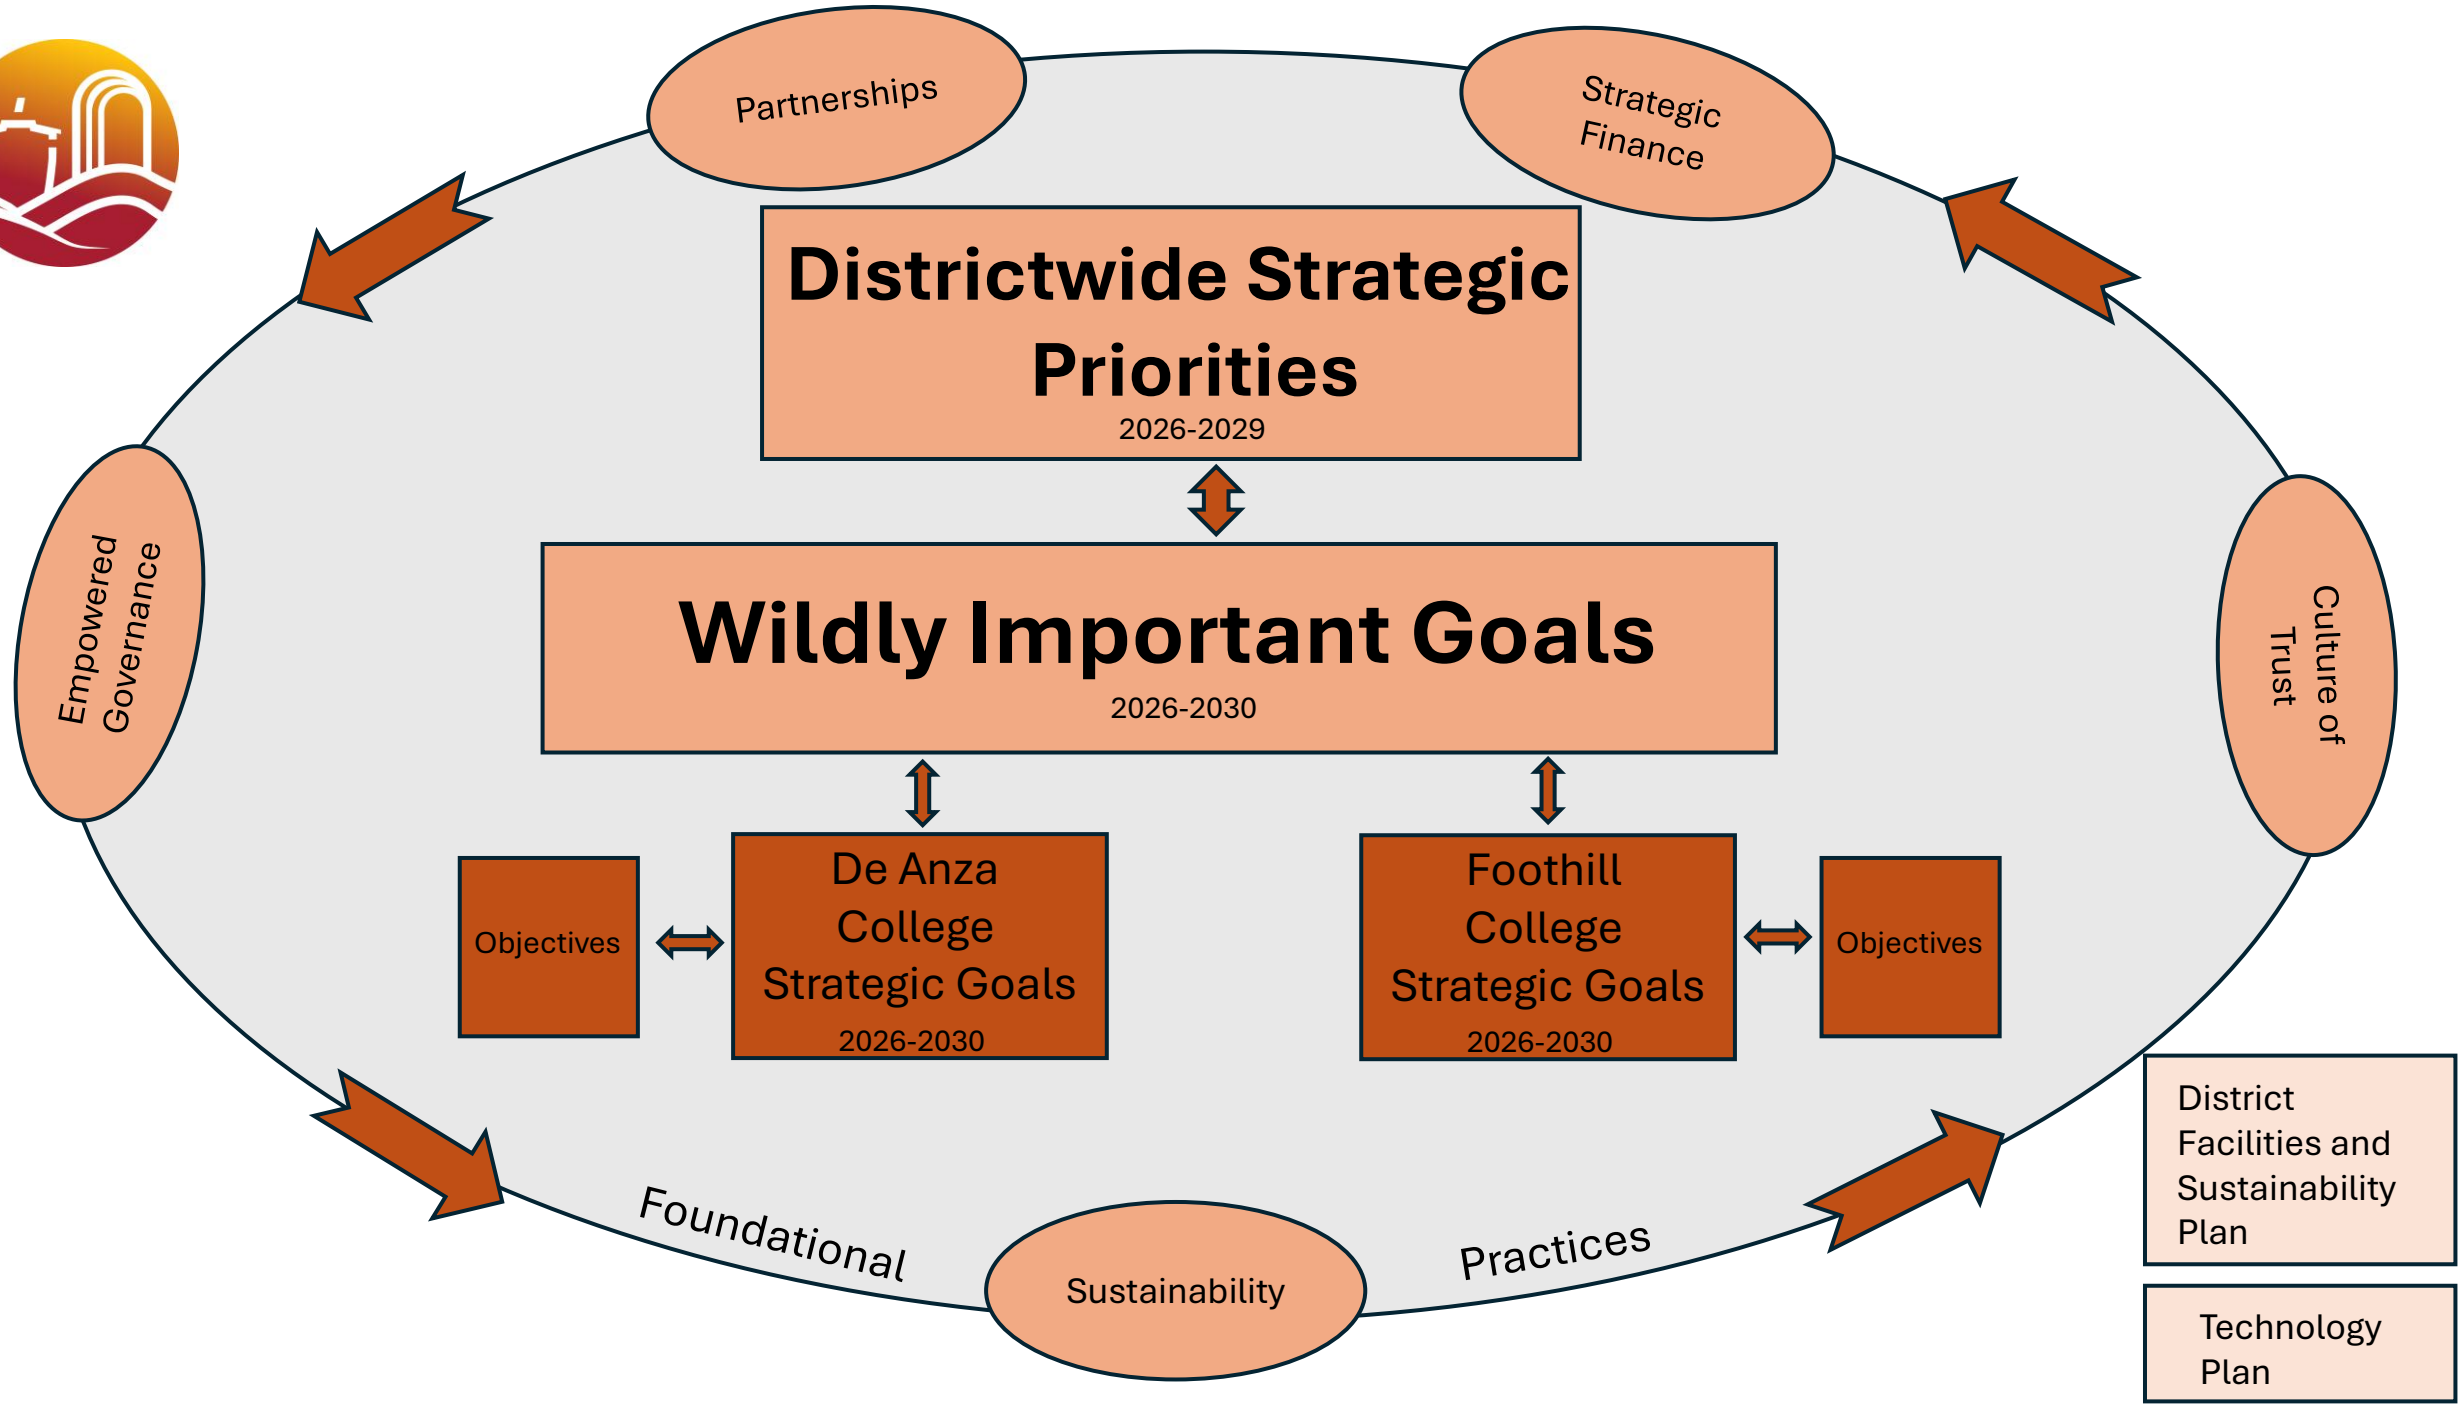 Partnerships
Strategic
Finance
Districtwide Strategic
Priorities
2026-2029
Empowered
Governance
Wildly Important Goals
2026-2030
Culture of
Trust
Objectives
De Anza
College
Strategic Goals
2026-2030
Foothill
College
Strategic Goals
2026-2030
Objectives
Foundational
Sustainability
Practices
District
Facilities and
Sustainability
Plan
Technology
Plan